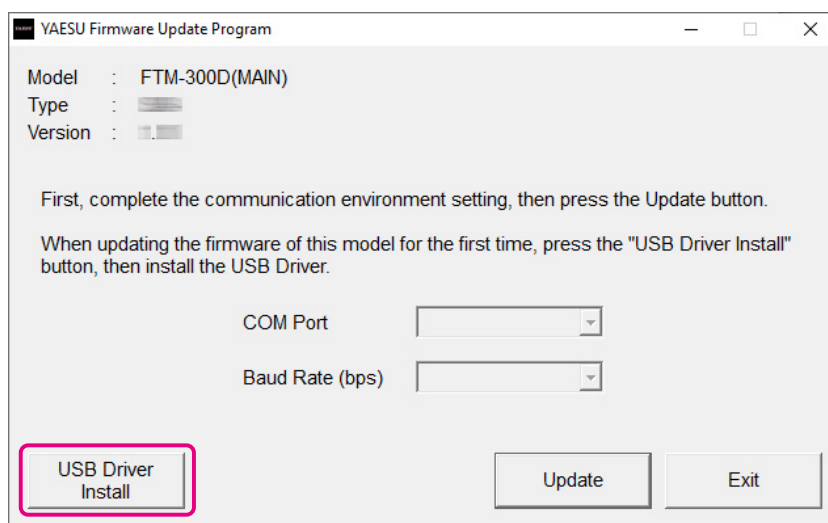 YAESU Firmware Update Program
Model : FTM-300D(MAIN)
Type :
Version :
First, complete the communication environment setting, then press the Update button.
When updating the firmware of this model for the first time, press the "USB Driver Install"
button, then install the USB Driver.
COM Port
Baud Rate (bps)
USB Driver
Install
Update
Exit